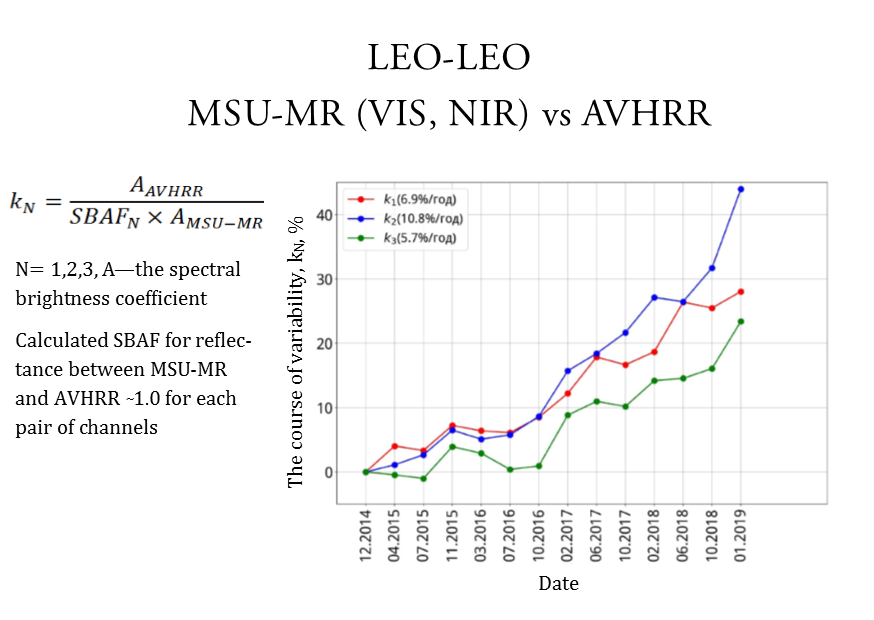 LEO-LEO
MSU-MR (VIS, NIR) vs AVHRR
k_N = A_AVHRR / (SBAF_N × A_MSU−MR)
N= 1,2,3, A—the spectral
brightness coefficient
Calculated SBAF for reflec-
tance between MSU-MR
and AVHRR ~1.0 for each
pair of channels
The course of variability, k_N, %
k₁(6.9%/год)
k₂(10.8%/год)
k₃(5.7%/год)
40
30
20
10
0
12.2014
04.2015
07.2015
11.2015
03.2016
07.2016
10.2016
02.2017
06.2017
10.2017
02.2018
06.2018
10.2018
01.2019
Date